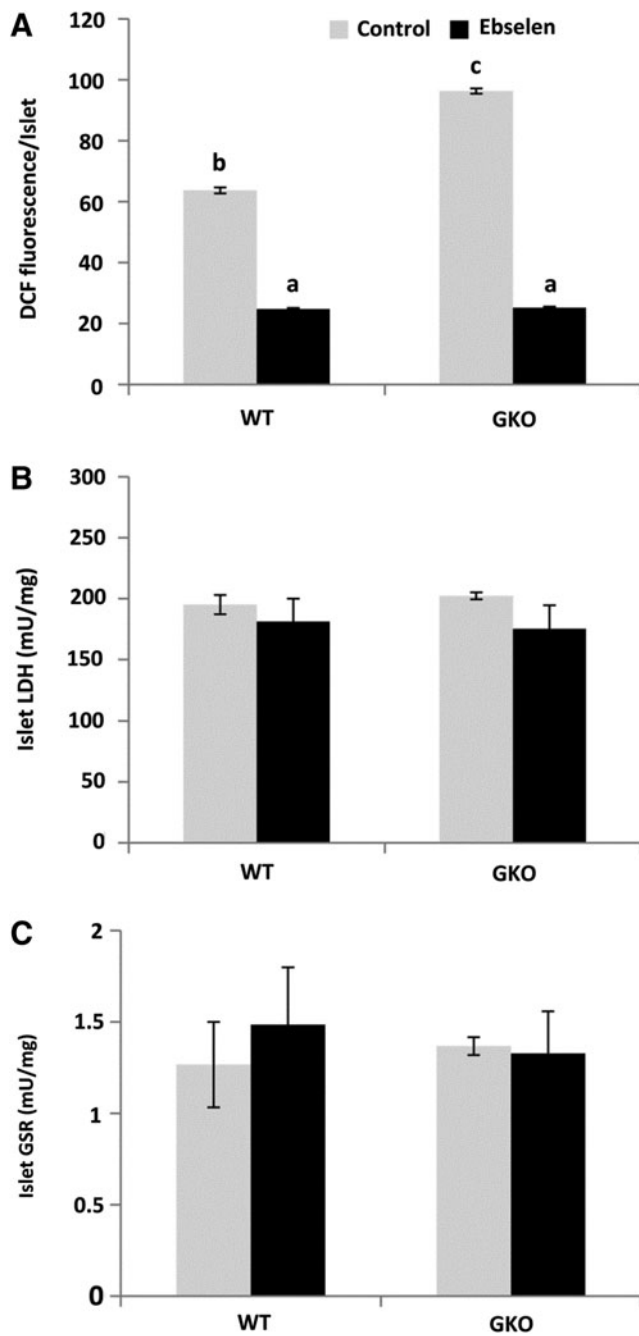 A
120
100
80
60
40
20
0
DCF fluorescence/Islet
Control Ebselen
b
a
c
a
WT GKO
B
300
250
200
150
100
50
0
Islet LDH (mU/mg)
WT GKO
C
2
1.5
1
0.5
0
Islet GSR (mU/mg)
WT GKO